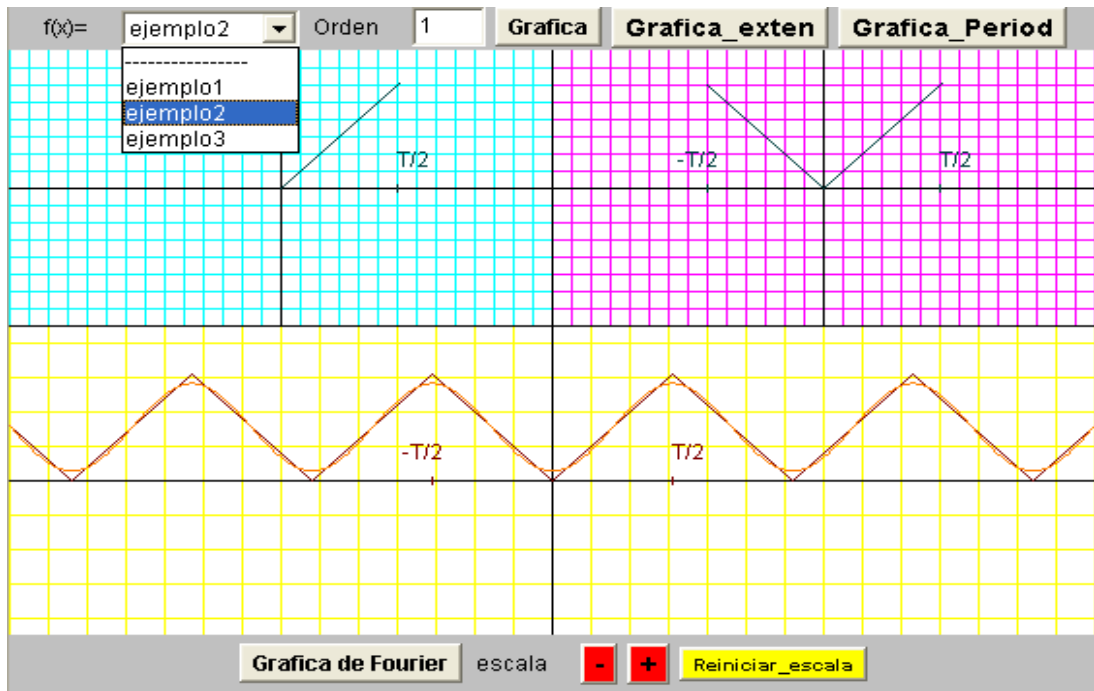 f(x)= ejemplo2 Orden 1 Grafica Grafica_exten Grafica_Period
----------------
ejemplo1
ejemplo2
ejemplo3
T/2
-T/2 T/2
-T/2 T/2
Grafica de Fourier escala - + Reiniciar_escala